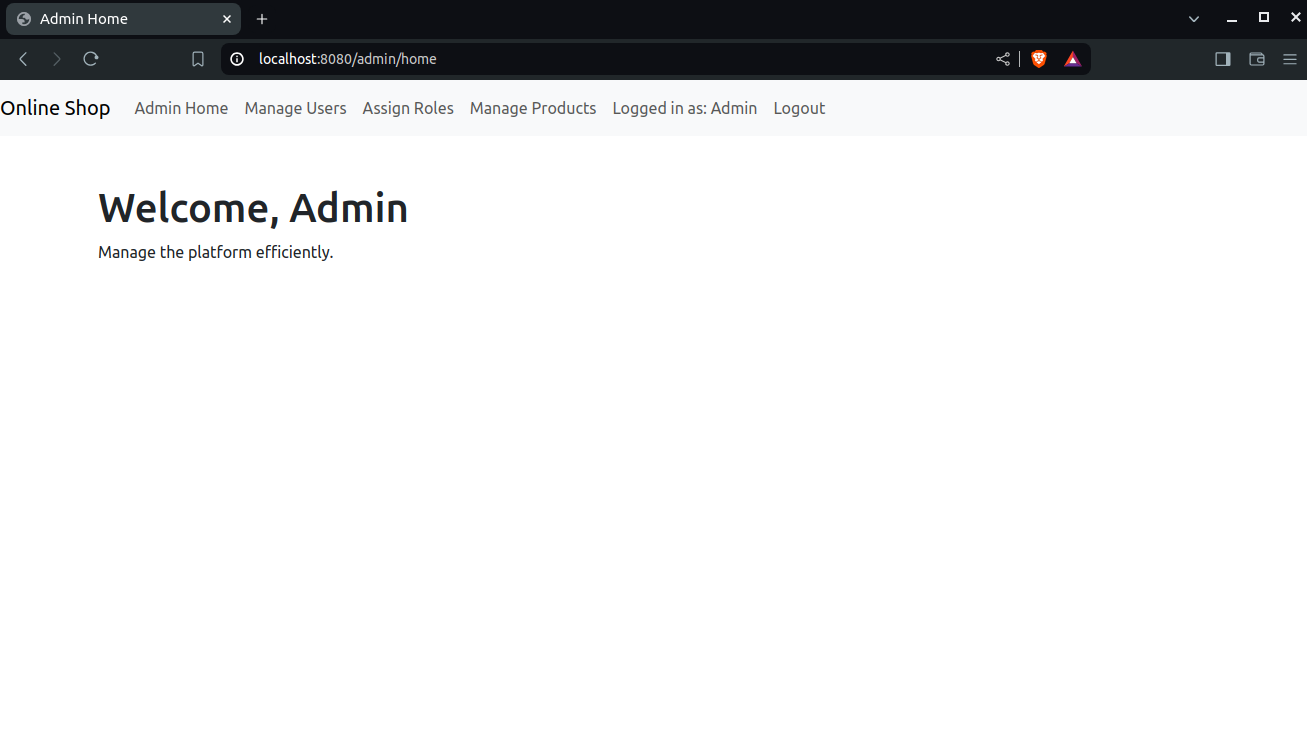 Admin Home
localhost:8080/admin/home
Online Shop Admin Home Manage Users Assign Roles Manage Products Logged in as: Admin Logout
Welcome, Admin
Manage the platform efficiently.